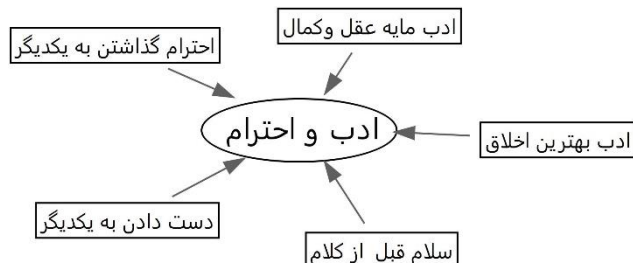 ادب مایه عقل وکمال
احترام گذاشتن به یکدیگر
ادب و احترام
ادب بهترین اخلاق
دست دادن به یکدیگر
سلام قبل از کلام